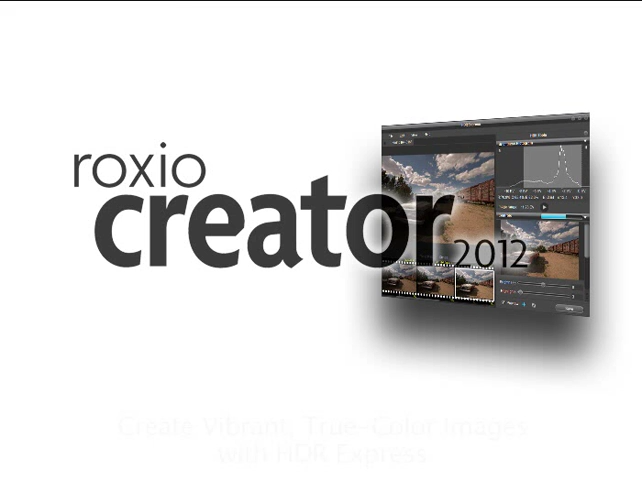 roxio
creator
2012
Create Vibrant, True-Color Images
with HDR Express